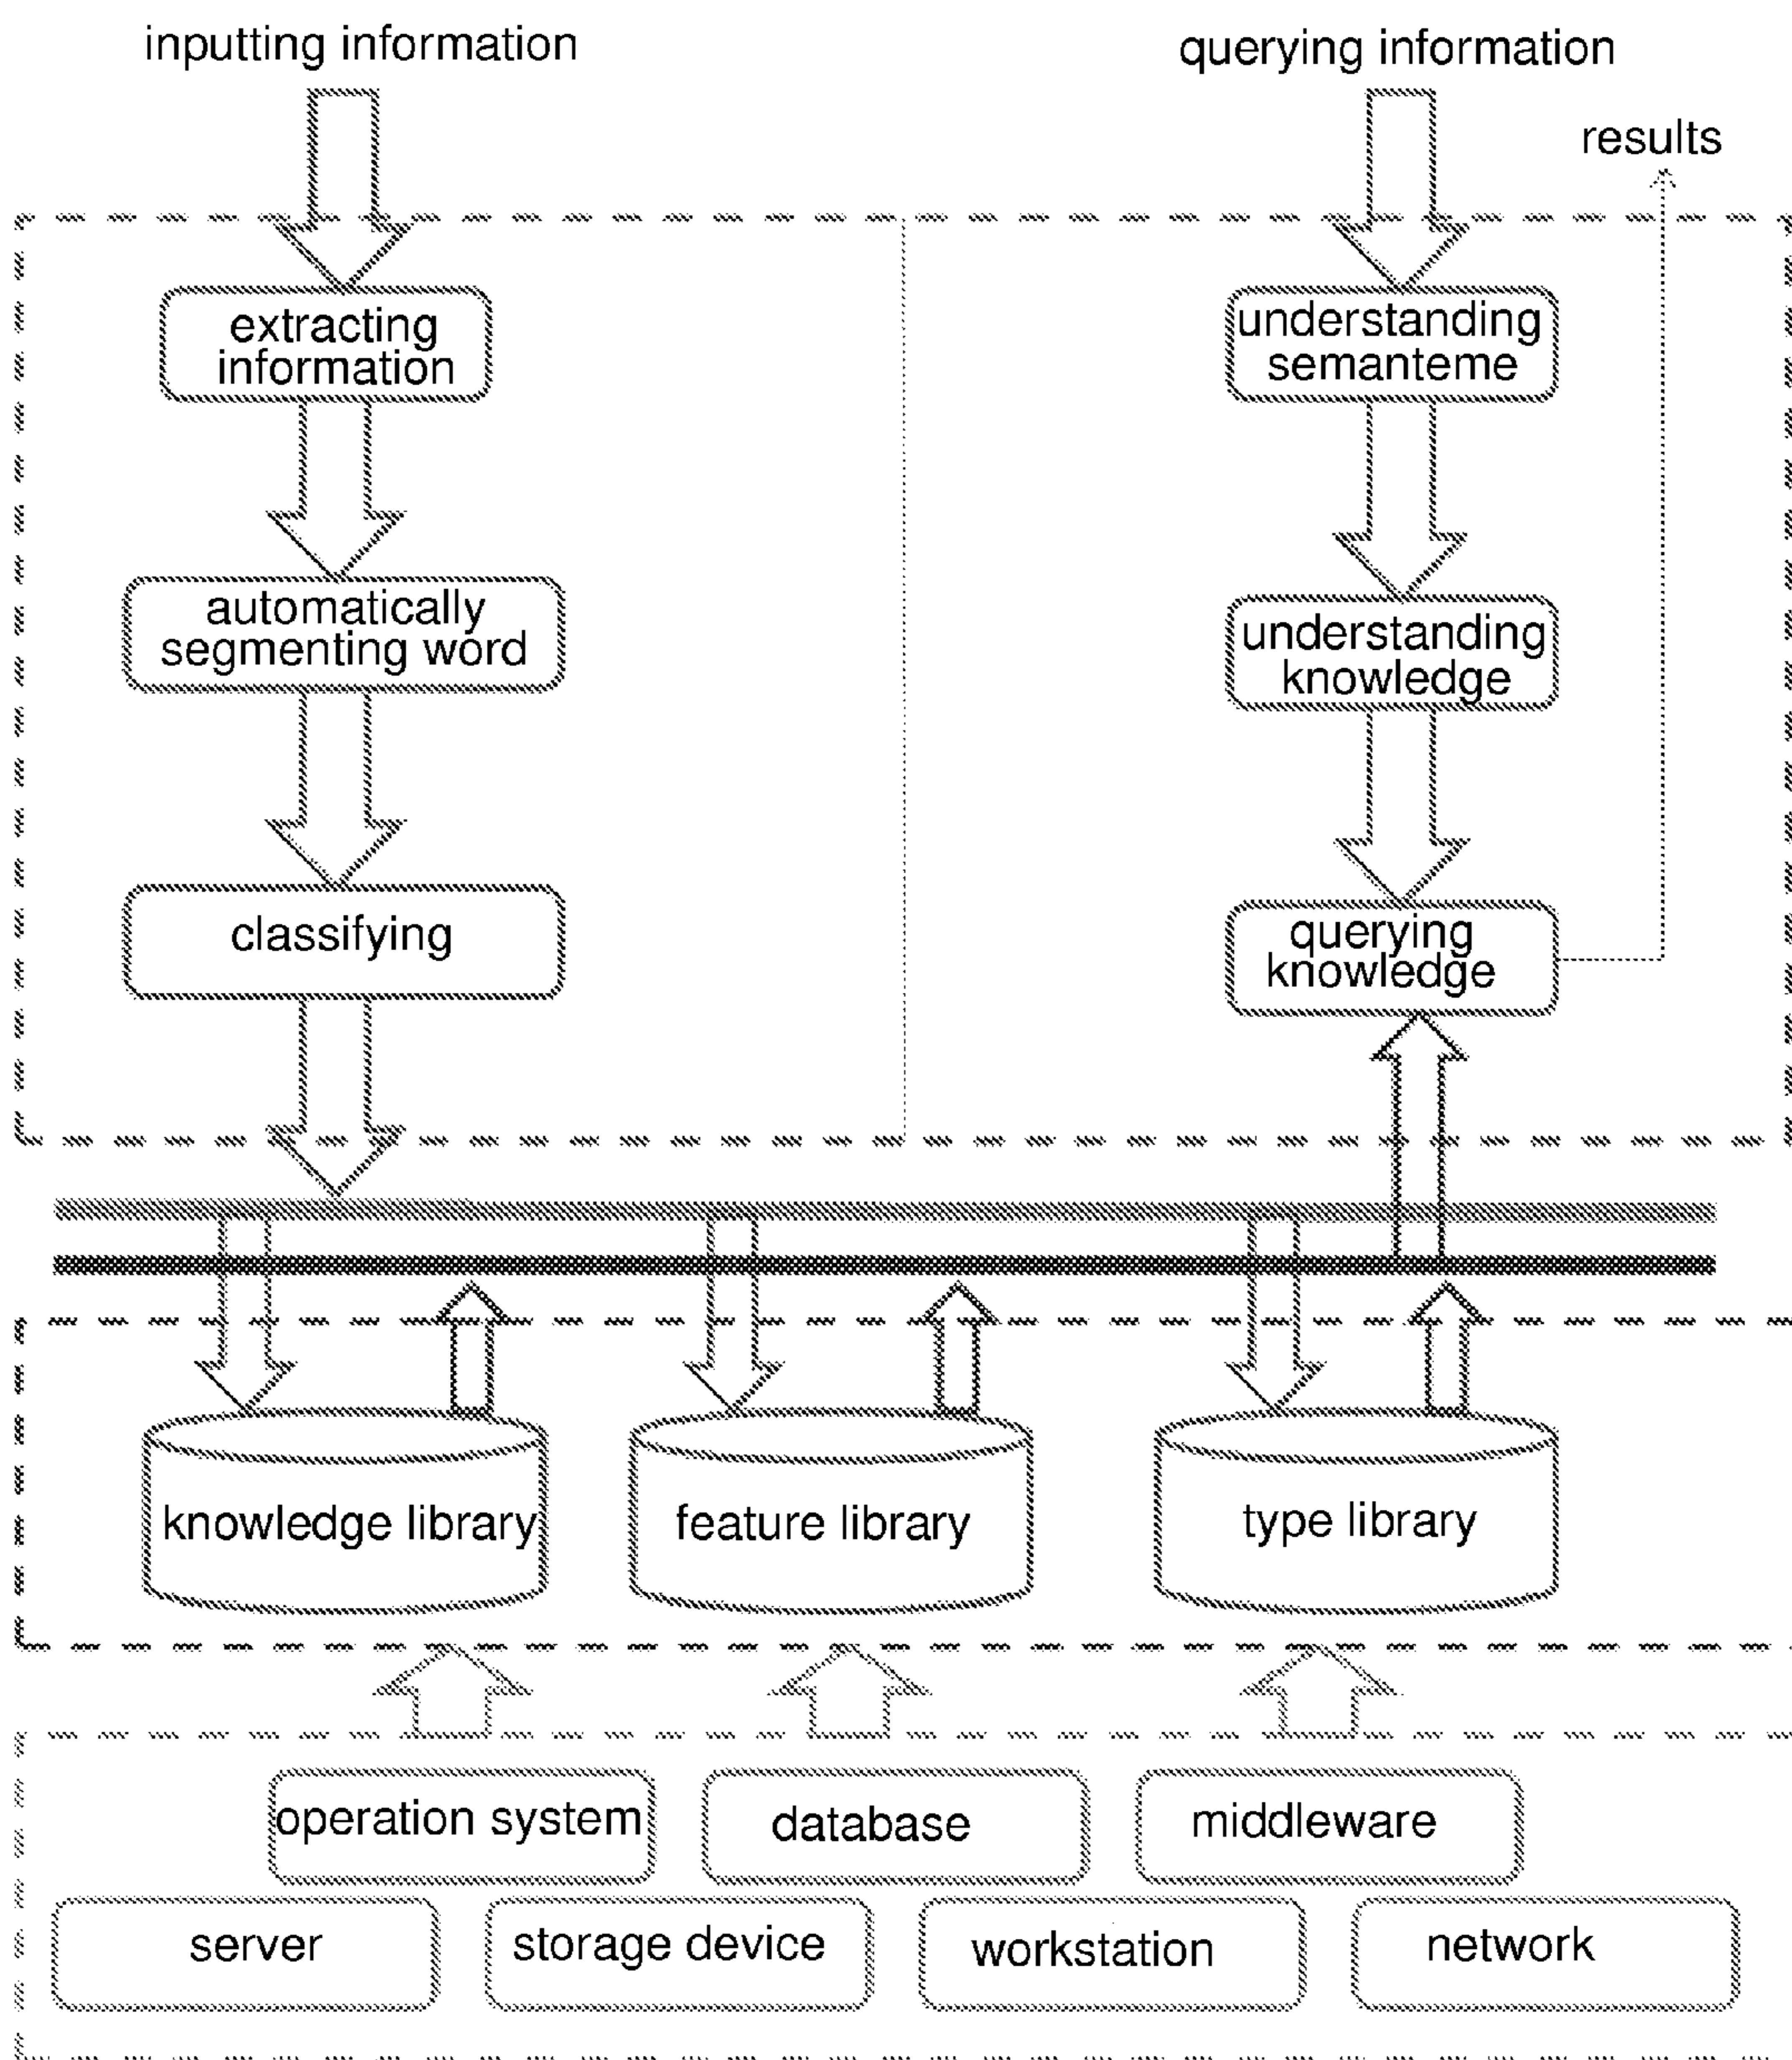 inputting information
querying information
results
extracting
information
understanding
semanteme
automatically
segmenting word
understanding
knowledge
classifying
querying
knowledge
knowledge library
feature library
type library
operation system
database
middleware
server
storage device
workstation
network